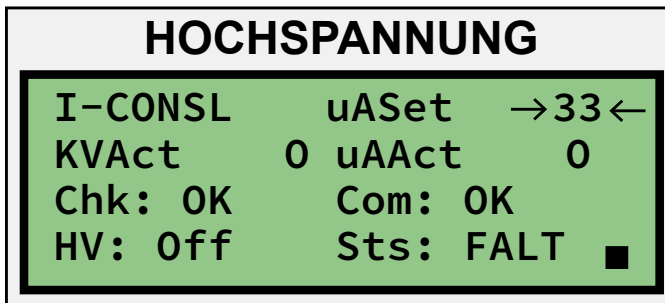 HOCHSPANNUNG
I-CONSL uASet →33←
KVAct 0 uAAct 0
Chk: OK Com: OK
HV: Off Sts: FALT